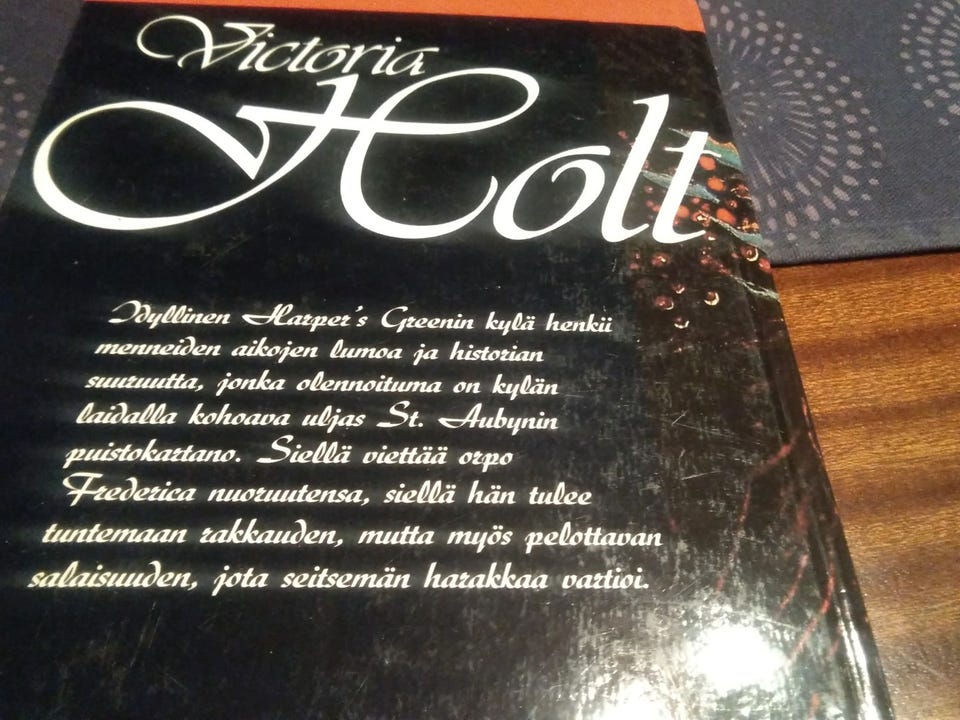 Victoria
Holt
Idyllinen Harper's Greenin kylä henkii
menneiden aikojen lumoa ja historian
suuruutta, jonka olennoituma on kylän
laidalla kohoava uljas St. Aubynin
puistokartano. Siellä viettää orpo
Frederica nuoruutensa, siellä hän tulee
tuntemaan rakkauden, mutta myös pelottavan
salaisuuden, jota seitsemän harakkaa vartioi.